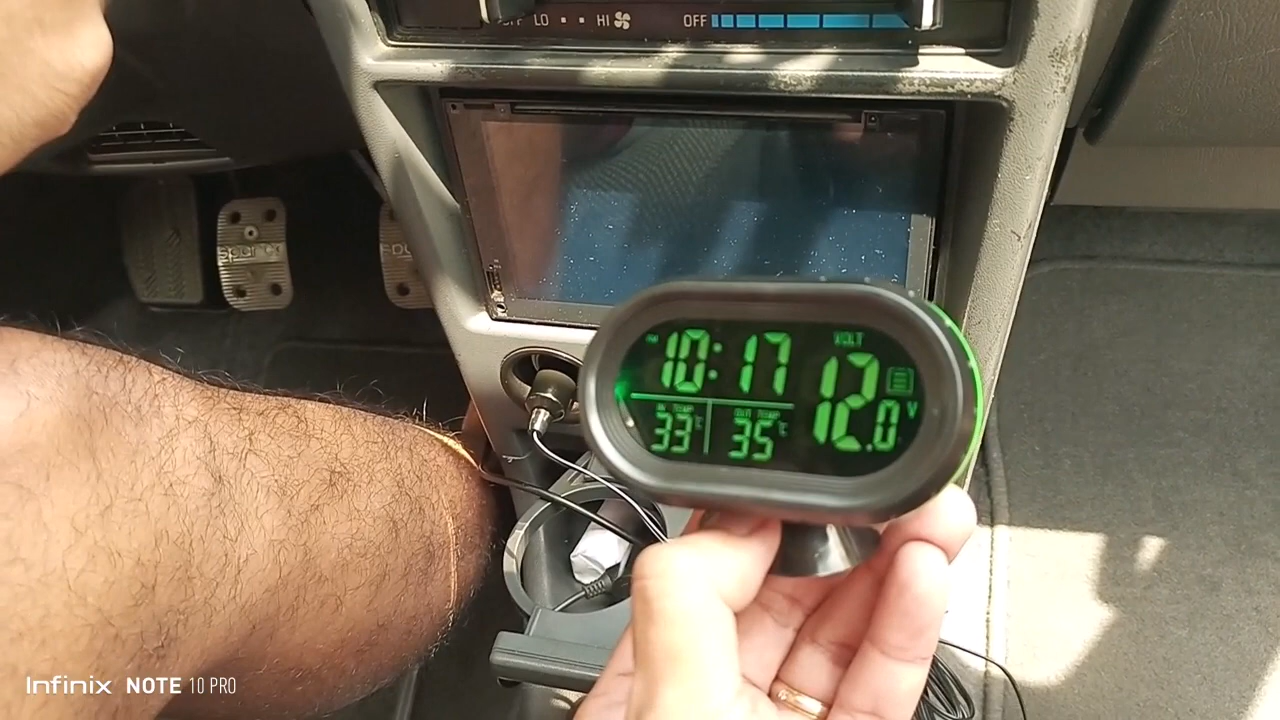 OFF LO HI OFF
sparco
VOLT
10:17
12.0 V
IN TEMP OUT TEMP
33°C 35°C
Infinix NOTE 10 PRO